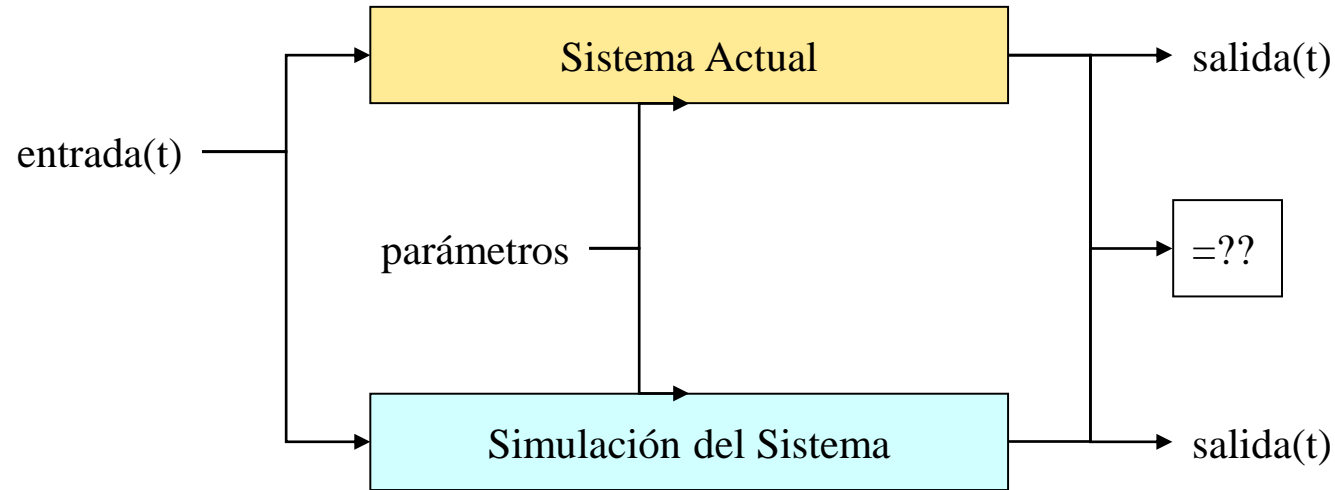 Sistema Actual
salida(t)
entrada(t)
parámetros
=??
Simulación del Sistema
salida(t)